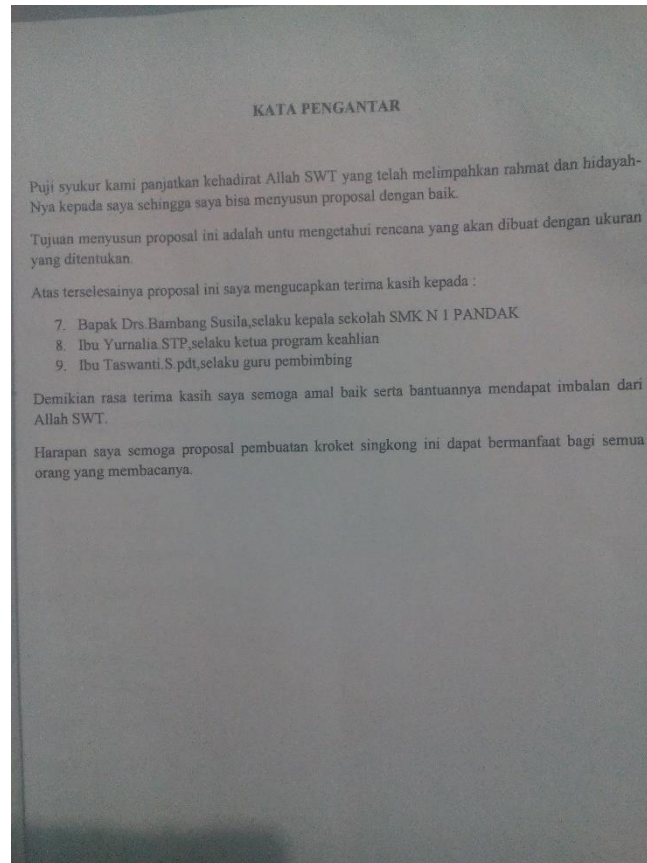 KATA PENGANTAR
Puji syukur kami panjatkan kehadirat Allah SWT yang telah melimpahkan rahmat dan hidayah-
Nya kepada saya sehingga saya bisa menyusun proposal dengan baik.
Tujuan menyusun proposal ini adalah untu mengetahui rencana yang akan dibuat dengan ukuran
yang ditentukan.
Atas terselesainya proposal ini saya mengucapkan terima kasih kepada :
7. Bapak Drs.Bambang Susila,selaku kepala sekolah SMK N 1 PANDAK
8. Ibu Yurnalia.STP,selaku ketua program keahlian
9. Ibu Taswanti.S.pdt,selaku guru pembimbing
Demikian rasa terima kasih saya semoga amal baik serta bantuannya mendapat imbalan dari
Allah SWT.
Harapan saya semoga proposal pembuatan kroket singkong ini dapat bermanfaat bagi semua
orang yang membacanya.